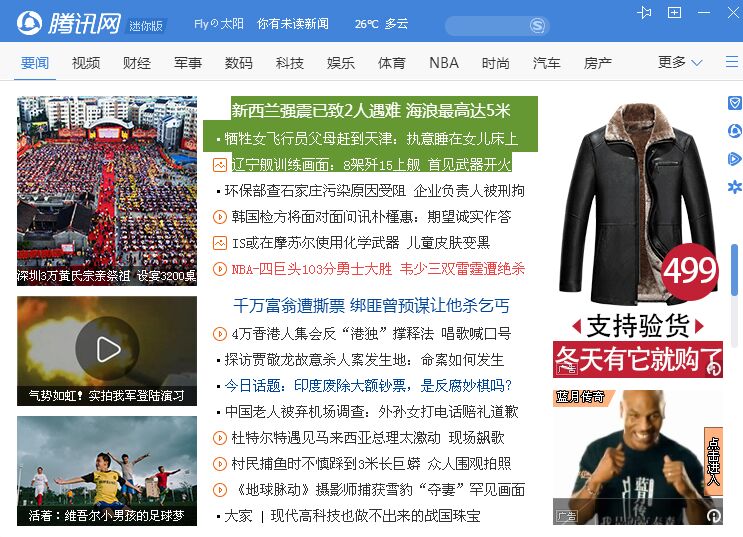 腾讯网 迷你版 Flyの太阳 你有未读新闻 26℃ 多云
要闻 视频 财经 军事 数码 科技 娱乐 体育 NBA 时尚 汽车 房产 更多
深圳3万黄氏宗亲祭祖 设宴3200桌
气势如虹！实拍我军登陆演习
活着：维吾尔小男孩的足球梦
新西兰强震已致2人遇难 海浪最高达5米
牺牲女飞行员父母赶到天津：执意睡在女儿床上
辽宁舰训练画面：8架歼15上舰 首见武器开火
环保部查石家庄污染原因受阻 企业负责人被刑拘
韩国检方将面对面问讯朴槿惠：期望诚实作答
IS或在摩苏尔使用化学武器 儿童皮肤变黑
NBA-四巨头103分勇士大胜 韦少三双雷霆遭绝杀
千万富翁遭撕票 绑匪曾预谋让他杀乞丐
4万香港人集会反“港独”撑释法 唱歌喊口号
探访贾敬龙故意杀人案发生地：命案如何发生
今日话题：印度废除大额钞票，是反腐妙棋吗？
中国老人被弃机场调查：外孙女打电话赔礼道歉
杜特尔特遇见马来西亚总理太激动 现场飙歌
村民捕鱼时不慎踩到3米长巨蟒 众人围观拍照
《地球脉动》摄影师捕获雪豹“夺妻”罕见画面
大家 | 现代高科技也做不出来的战国珠宝
499
支持验货
冬天有它就购了
广告
蓝月传奇
点击进入
广告